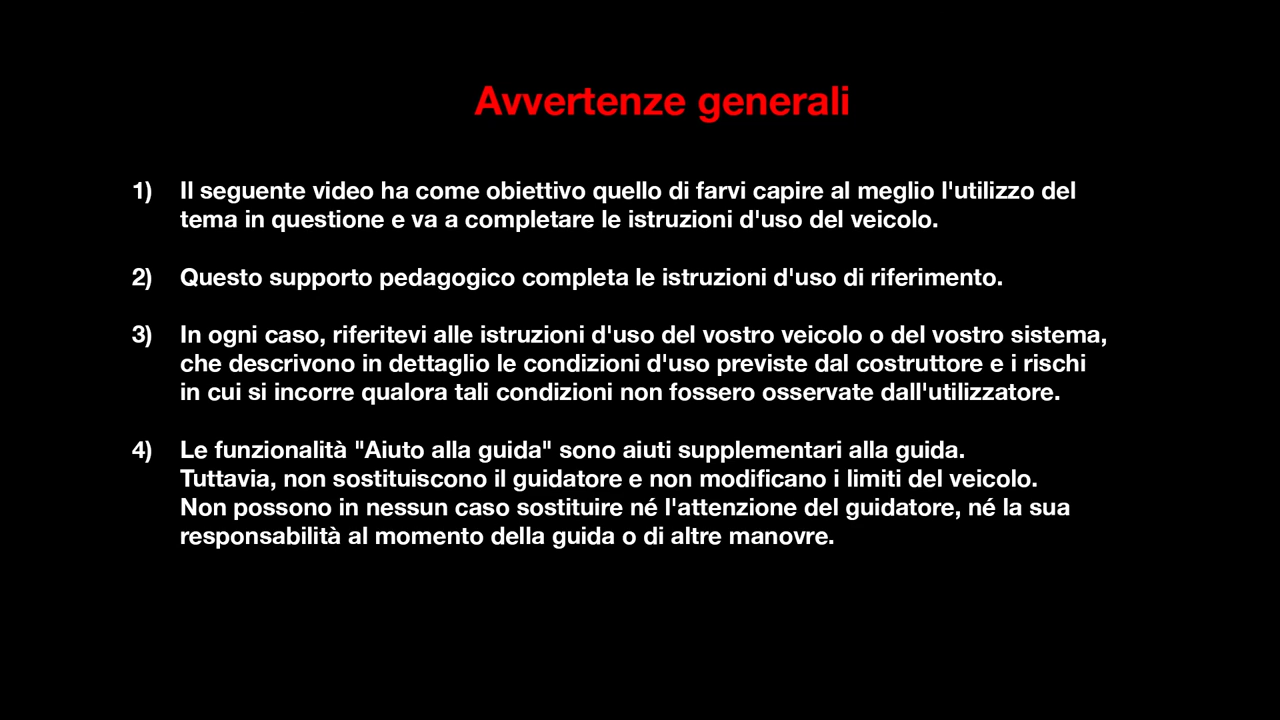 Avvertenze generali
1) Il seguente video ha come obiettivo quello di farvi capire al meglio l'utilizzo del
tema in questione e va a completare le istruzioni d'uso del veicolo.
2) Questo supporto pedagogico completa le istruzioni d'uso di riferimento.
3) In ogni caso, riferitevi alle istruzioni d'uso del vostro veicolo o del vostro sistema,
che descrivono in dettaglio le condizioni d'uso previste dal costruttore e i rischi
in cui si incorre qualora tali condizioni non fossero osservate dall'utilizzatore.
4) Le funzionalità "Aiuto alla guida" sono aiuti supplementari alla guida.
Tuttavia, non sostituiscono il guidatore e non modificano i limiti del veicolo.
Non possono in nessun caso sostituire né l'attenzione del guidatore, né la sua
responsabilità al momento della guida o di altre manovre.